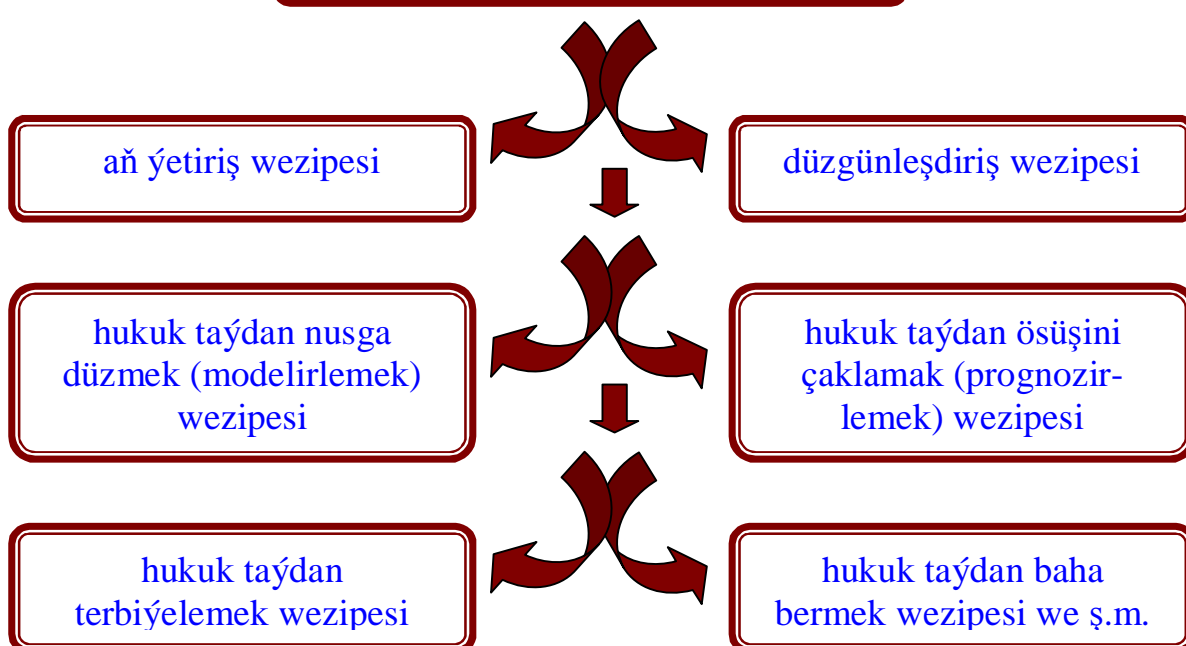 aň ýetiriş wezipesi
düzgünleşdiriş wezipesi
hukuk taýdan nusga
düzmek (modelirlemek)
wezipesi
hukuk taýdan ösüşini
çaklamak (prognozir-
lemek) wezipesi
hukuk taýdan
terbiýelemek wezipesi
hukuk taýdan baha
bermek wezipesi we ş.m.